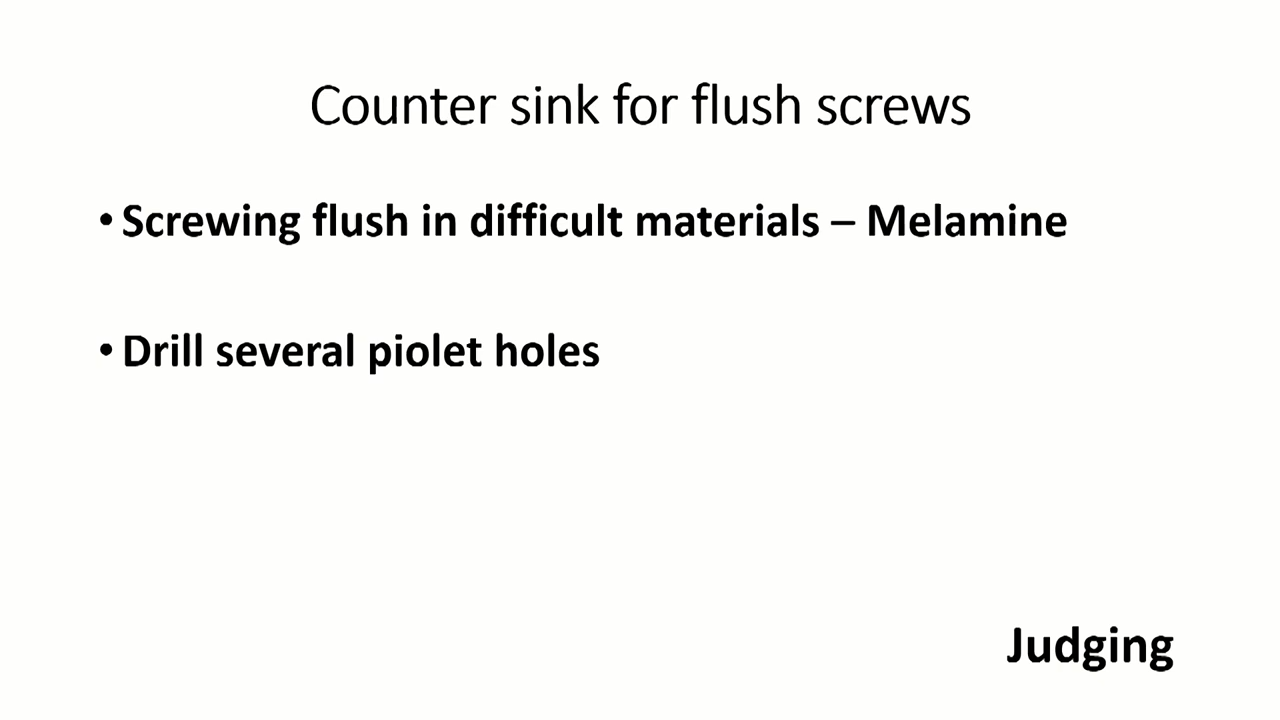 Counter sink for flush screws
• Screwing flush in difficult materials – Melamine
• Drill several piolet holes
Judging